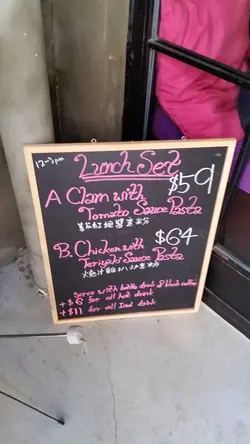 12-3pm
Lunch Set
$59
A Clam with
Tomato Sauce Pasta
B. Chicken with
$64
Teriyaki Sauce Pasta
Serve with bottle drink & black coffee
+$6 for all hot drink
+$11 for all Iced drink